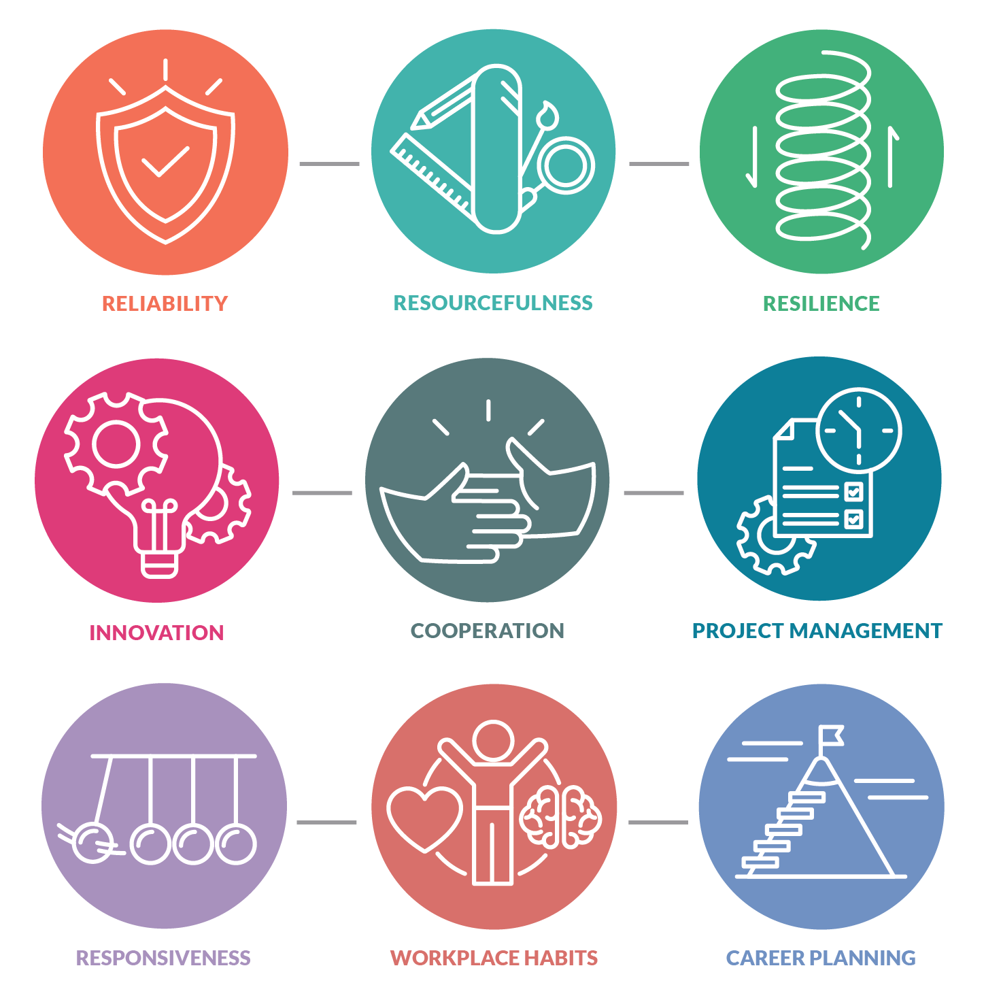 RELIABILITY
RESOURCEFULNESS
RESILIENCE
INNOVATION
COOPERATION
PROJECT MANAGEMENT
RESPONSIVENESS
WORKPLACE HABITS
CAREER PLANNING